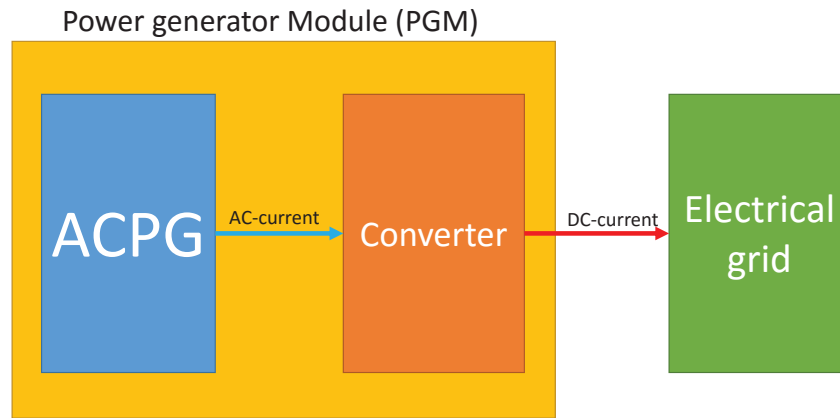 Power generator Module (PGM)
ACPG
AC-current
Converter
DC-current
Electrical
grid